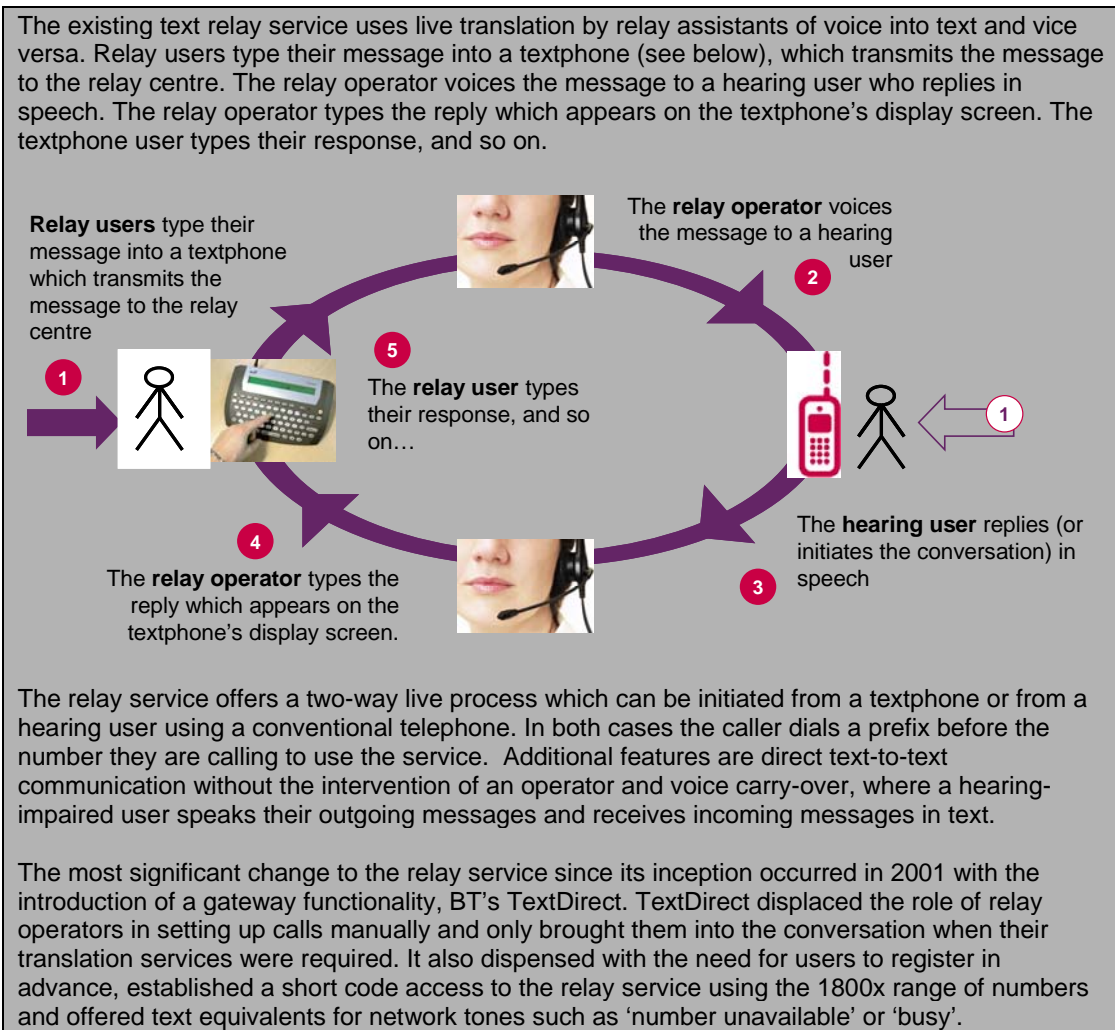 The existing text relay service uses live translation by relay assistants of voice into text and vice
versa. Relay users type their message into a textphone (see below), which transmits the message
to the relay centre. The relay operator voices the message to a hearing user who replies in
speech. The relay operator types the reply which appears on the textphone's display screen. The
textphone user types their response, and so on.
Relay users type their
message into a textphone
which transmits the
message to the relay
centre
1
The relay operator voices
the message to a hearing
user
2
5
The relay user types
their response, and so
on…
1
The hearing user replies (or
initiates the conversation) in
speech
3
4
The relay operator types the
reply which appears on the
textphone's display screen.
The relay service offers a two-way live process which can be initiated from a textphone or from a
hearing user using a conventional telephone. In both cases the caller dials a prefix before the
number they are calling to use the service.  Additional features are direct text-to-text
communication without the intervention of an operator and voice carry-over, where a hearing-
impaired user speaks their outgoing messages and receives incoming messages in text.
The most significant change to the relay service since its inception occurred in 2001 with the
introduction of a gateway functionality, BT's TextDirect. TextDirect displaced the role of relay
operators in setting up calls manually and only brought them into the conversation when their
translation services were required. It also dispensed with the need for users to register in
advance, established a short code access to the relay service using the 1800x range of numbers
and offered text equivalents for network tones such as 'number unavailable' or 'busy'.